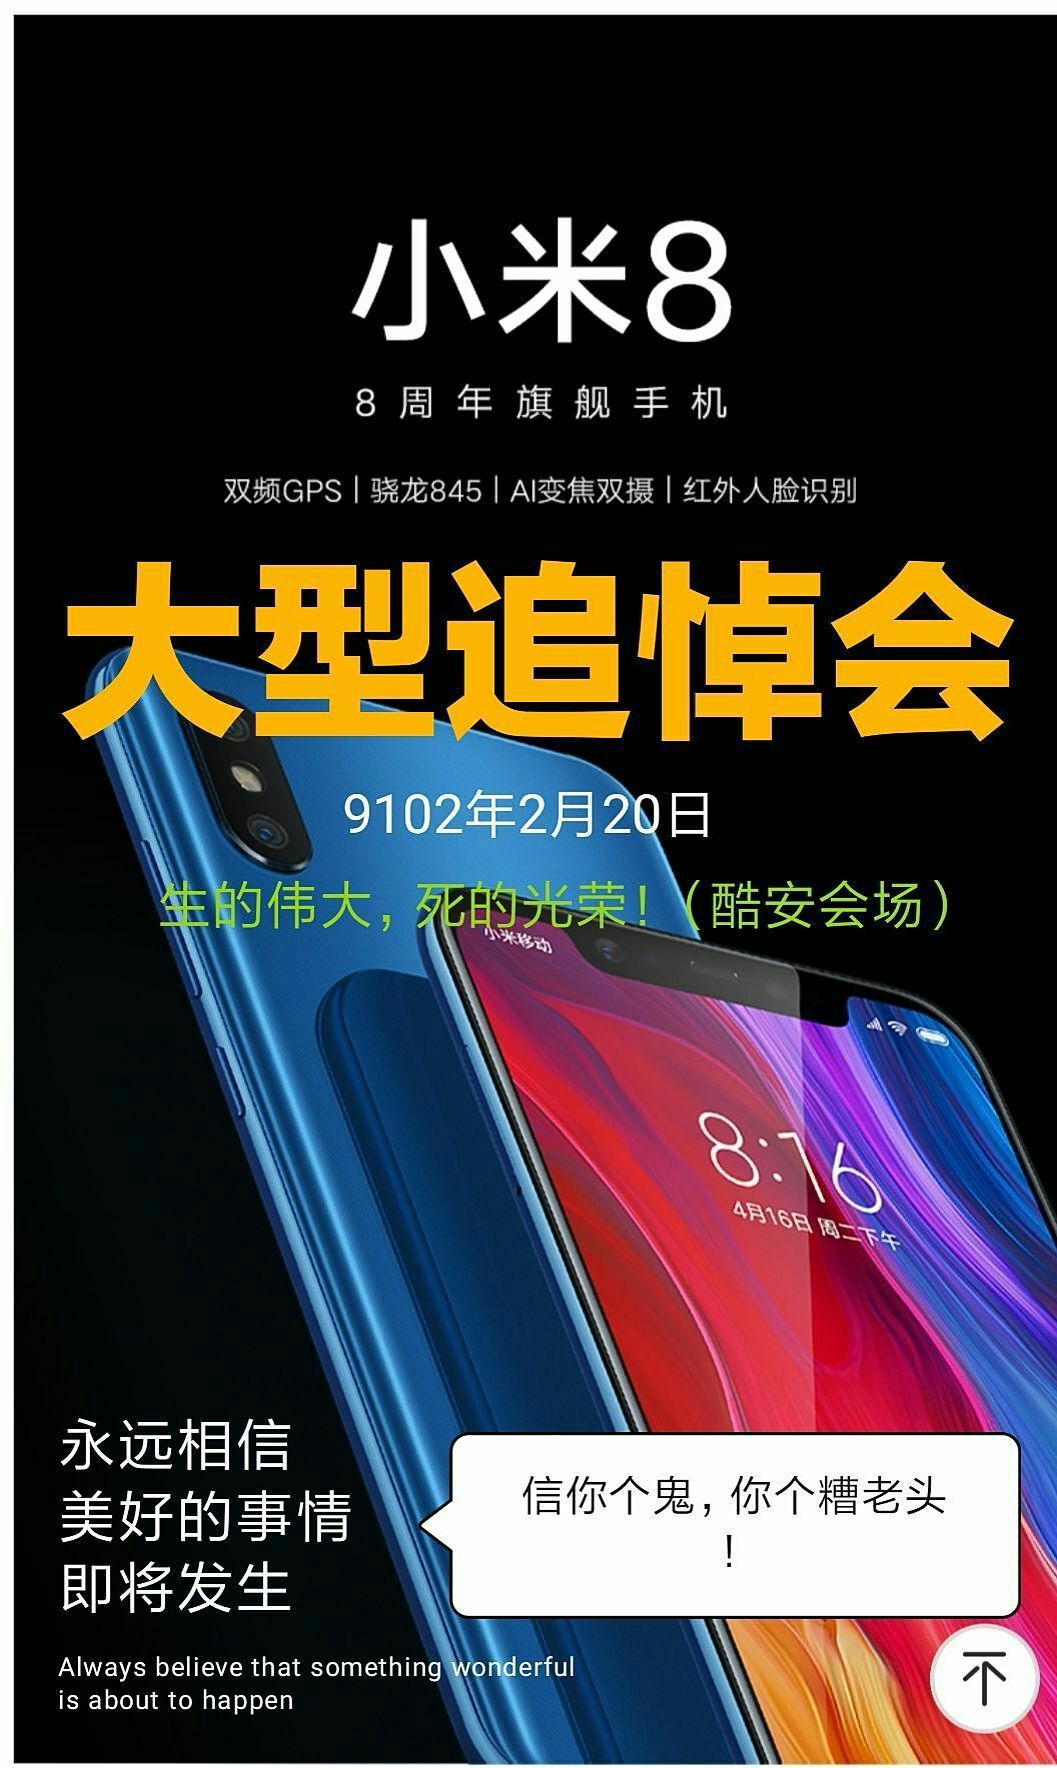 小米8
8周年旗舰手机
双频GPS | 骁龙845 | AI变焦双摄 | 红外人脸识别
大型追悼会
9102年2月20日
生的伟大，死的光荣！（酷安会场）
小米移动
8:16
4月16日 周二下午
永远相信
美好的事情
即将发生
信你个鬼，你个糟老头
！
Always believe that something wonderful
is about to happen